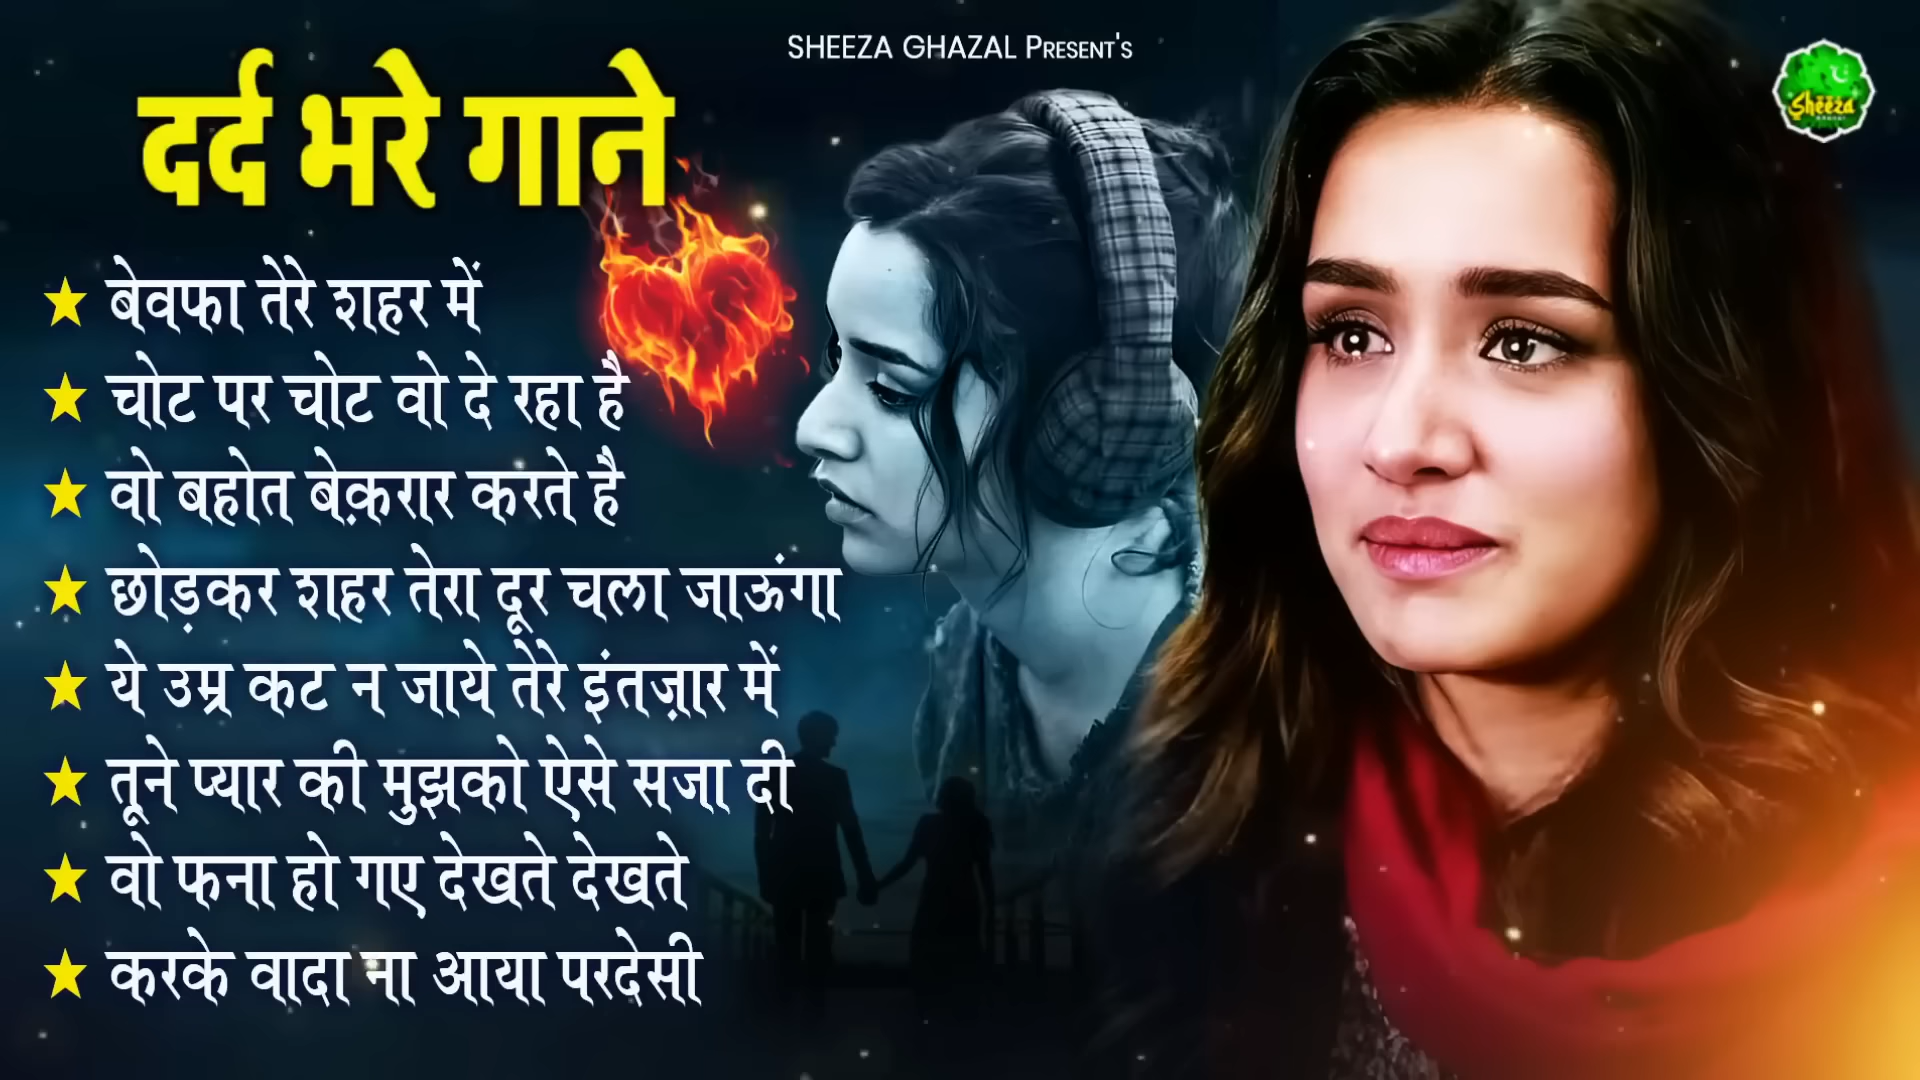 SHEEZA GHAZAL PRESENT'S
Sheeza
दर्द भरे गाने
बेवफा तेरे शहर में
चोट पर चोट वो दे रहा है
वो बहोत बेक़रार करते है
छोड़कर शहर तेरा दूर चला जाऊंगा
ये उम्र कट न जाये तेरे इंतज़ार में
तूने प्यार की मुझको ऐसे सजा दी
वो फना हो गए देखते देखते
करके वादा ना आया परदेसी